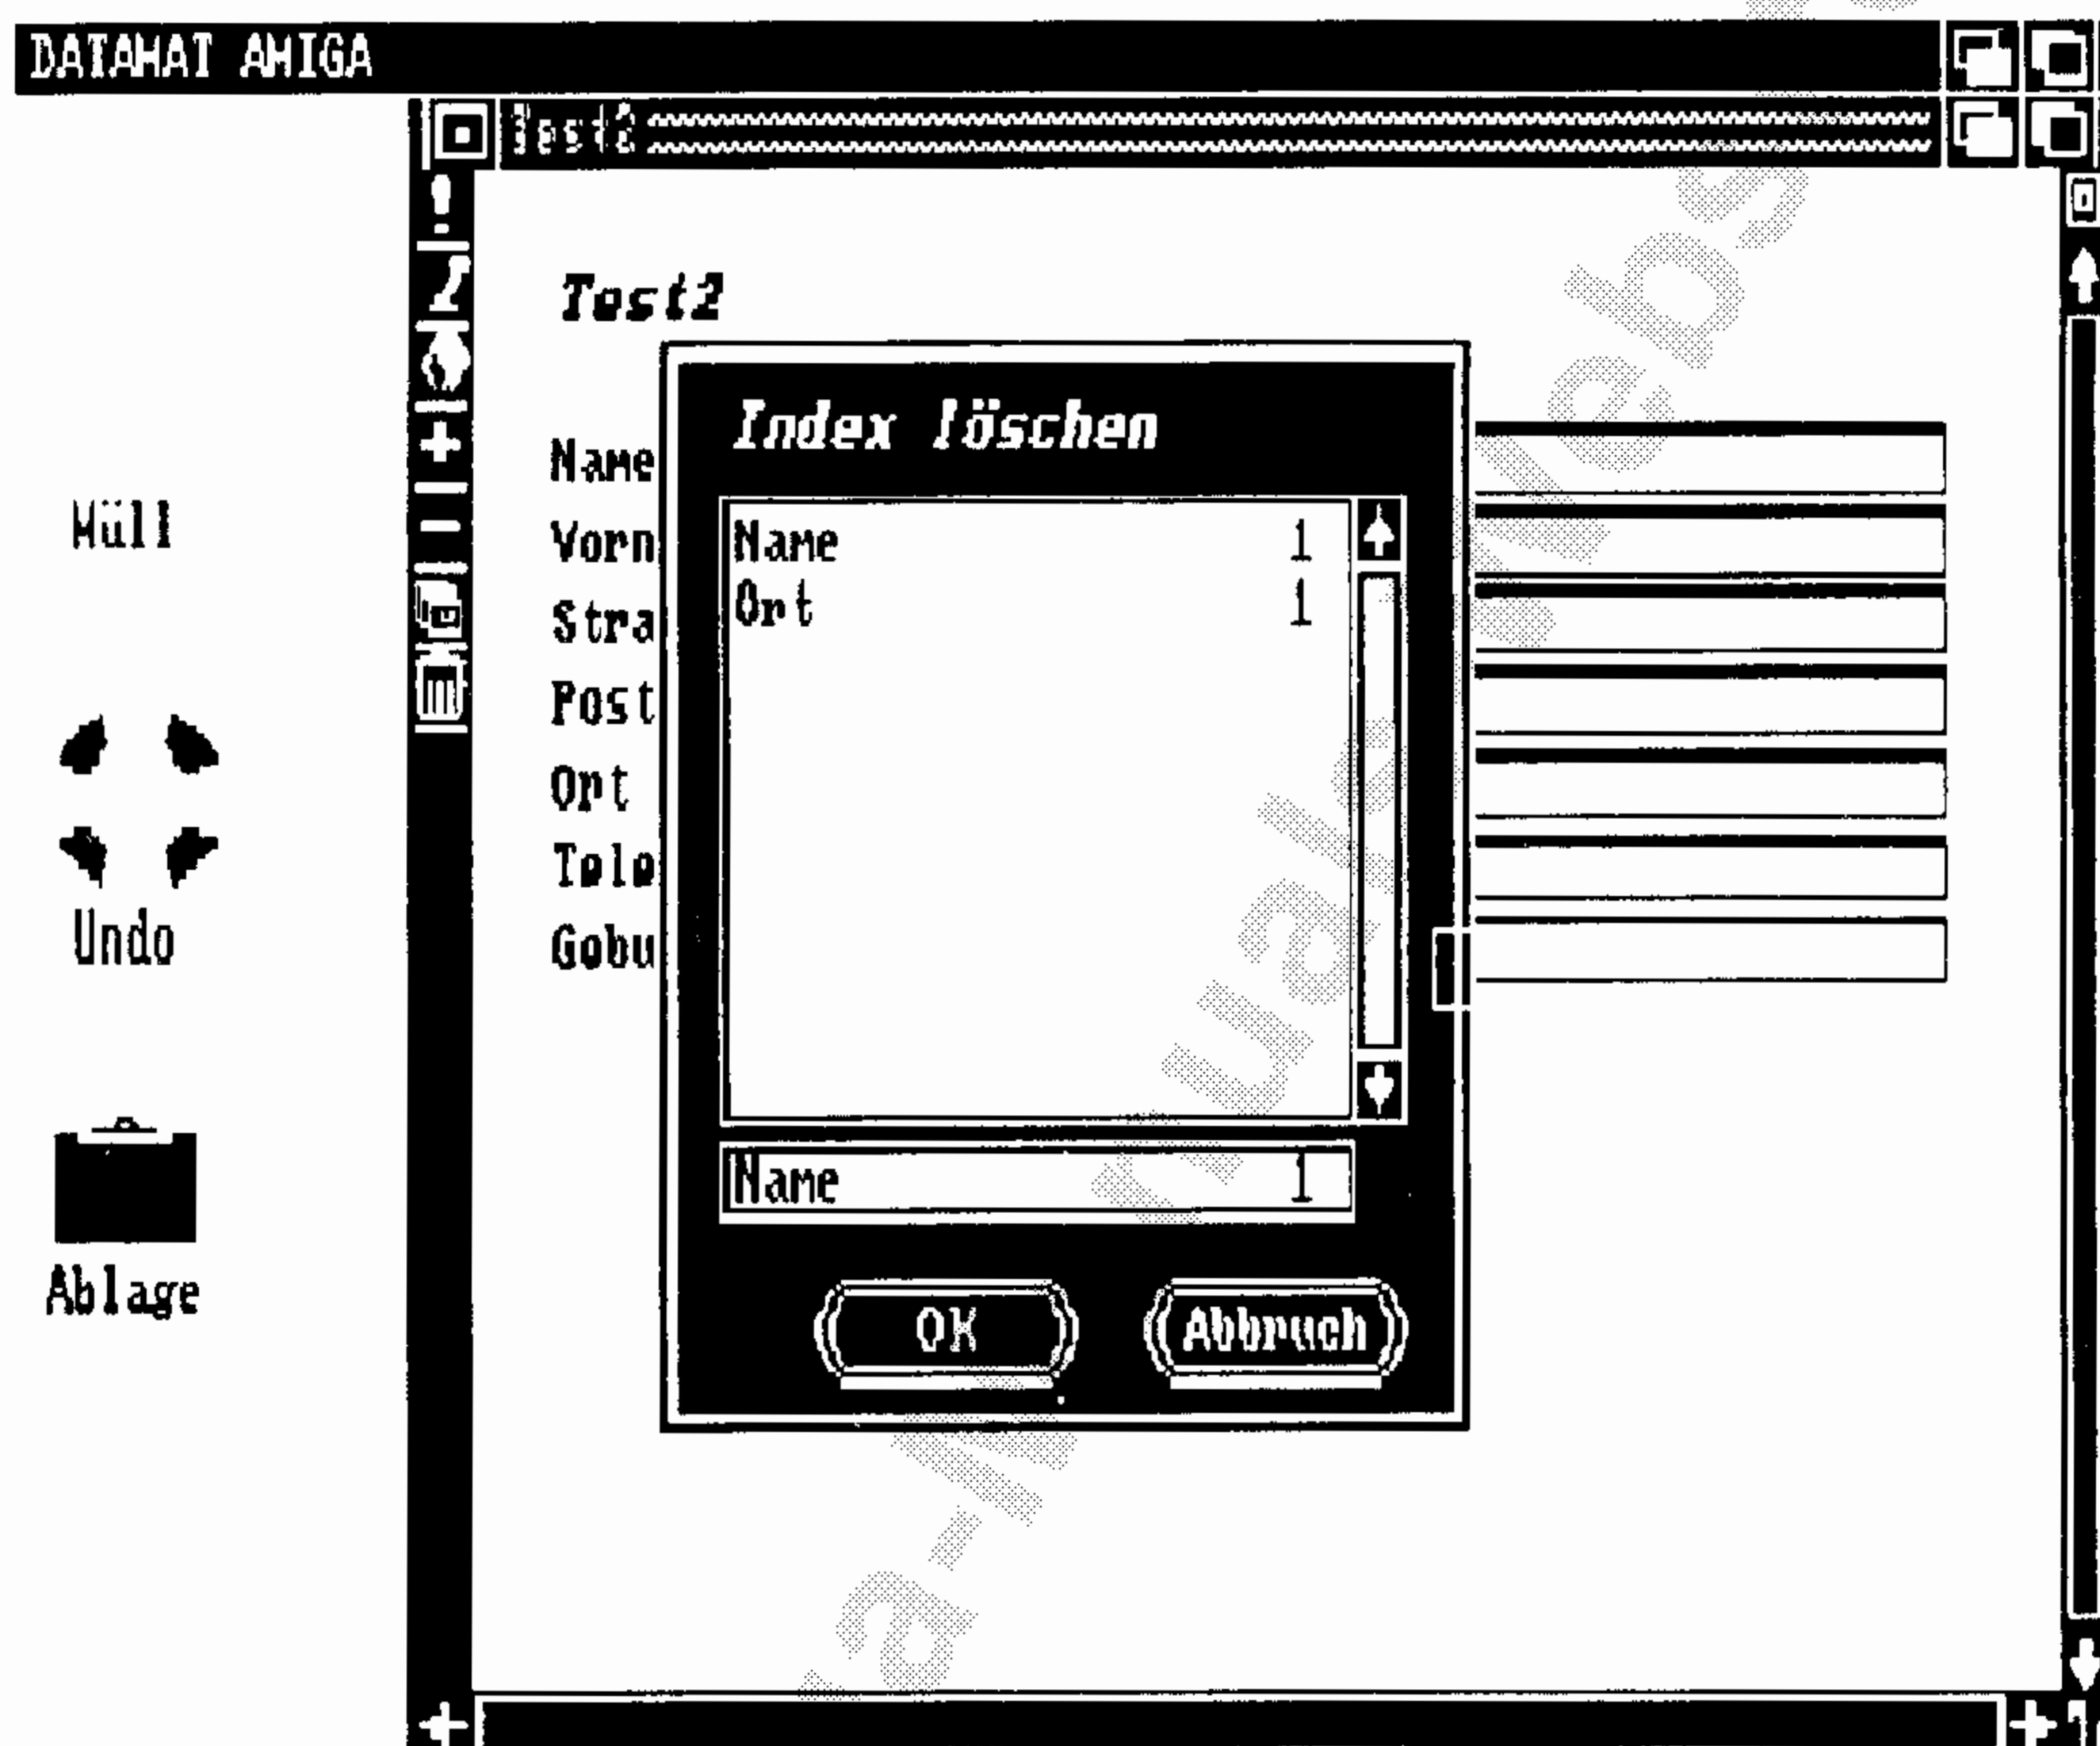 DATAMAT AMIGA
Test2
Test2
Index löschen
Name
Vorn
Stra
Post
Ort
Tele
Gebu
Name 1
Ort 1
Name 1
OK Abbruch
Müll
Undo
Ablage